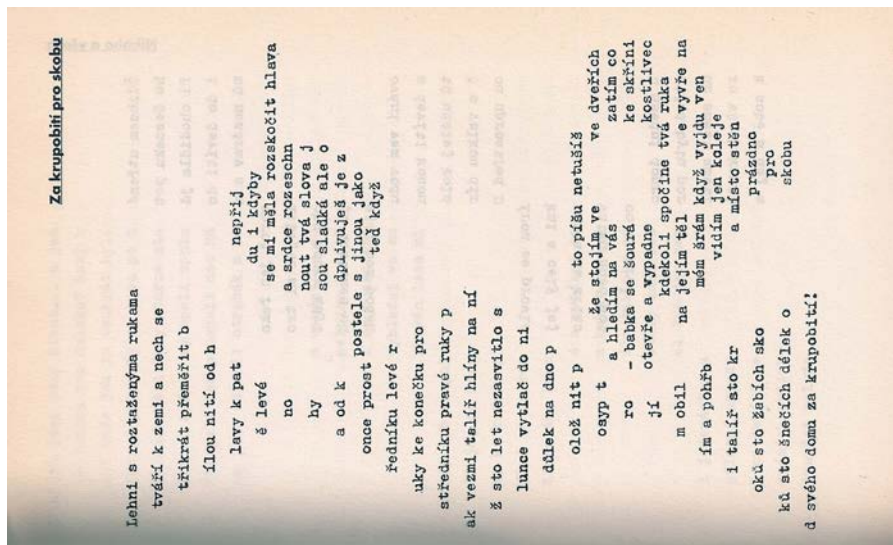 Za krupobití pro skobu
Lehni s roztaženýma rukama
tváří k zemi a nech se
třikrát přeměřit b
ílou nití od h
lavy k pat
ě levé
no
hy
a od k
once prost
ředníku levé r
uky ke konečku pro
středníku pravé ruky p
ak vezmi talíř hlíny na ní
ž sto let nezasvitlo s
lunce vytlač do ní
důlek na dno p
olož nit p
osyp t
ro
jí
m obil
ím a pohřb
i talíř sto kr
oků sto žabích sko
ků sto šnečích délek o
d svého domu za krupobití!
nepřij
du i kdyby
se mi měla rozskočit hlava
a srdce rozeschn
nout tvá slova j
sou sladká ale o
dplivuješ je z
postele s jinou jako
teď když
to píšu netušíš
že stojím ve ve dveřích
a hledím na vás zatím co
- babka se šourá ke skříni
otevře a vypadne kostlivec
kdekoli spočine tvá ruka
na jejím těl e vyvře na
mém šrám když vyjdu ven
vidím jen koleje
a místo stěn
prázdno
pro
skobu